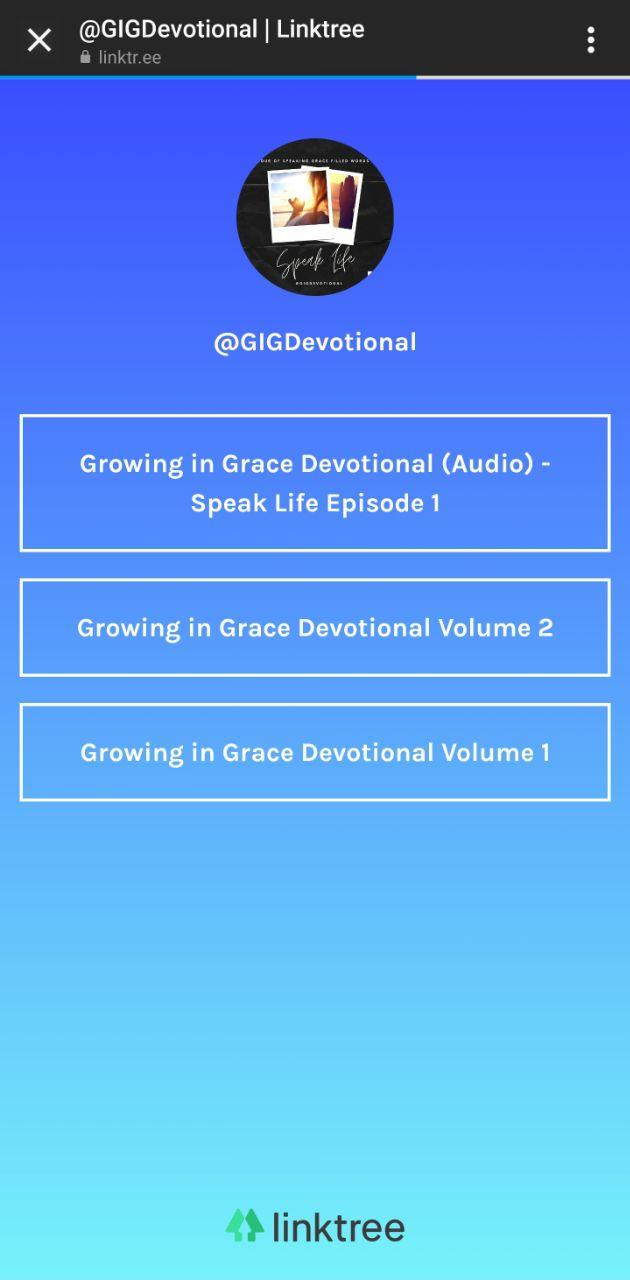 @GIGDevotional | Linktree
linktr.ee
OF SPEAKING GRACE FILLED WORDS
Speak Life
@GIGDEVOTIONAL
@GIGDevotional
Growing in Grace Devotional (Audio) -
Speak Life Episode 1
Growing in Grace Devotional Volume 2
Growing in Grace Devotional Volume 1
linktree